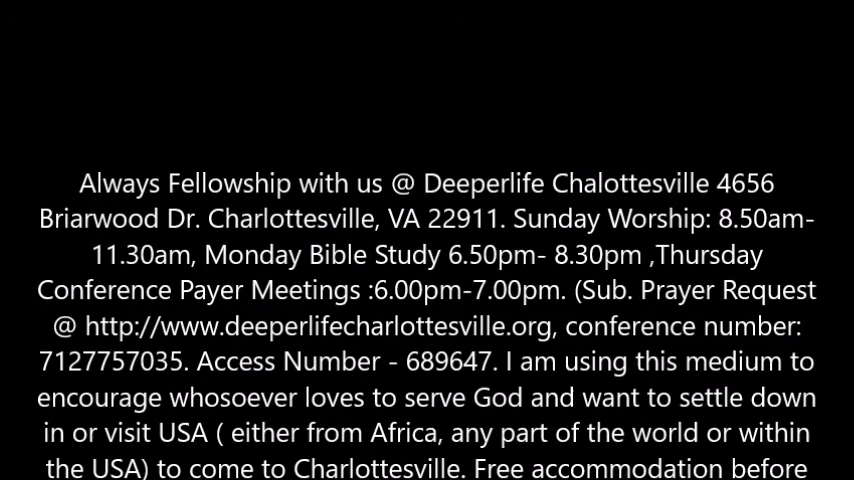 Always Fellowship with us @ Deeperlife Chalottesville 4656
Briarwood Dr. Charlottesville, VA 22911. Sunday Worship: 8.50am-
11.30am, Monday Bible Study 6.50pm- 8.30pm ,Thursday
Conference Payer Meetings :6.00pm-7.00pm. (Sub. Prayer Request
@ http://www.deeperlifecharlottesville.org, conference number:
7127757035. Access Number - 689647. I am using this medium to
encourage whosoever loves to serve God and want to settle down
in or visit USA ( either from Africa, any part of the world or within
the USA) to come to Charlottesville. Free accommodation before